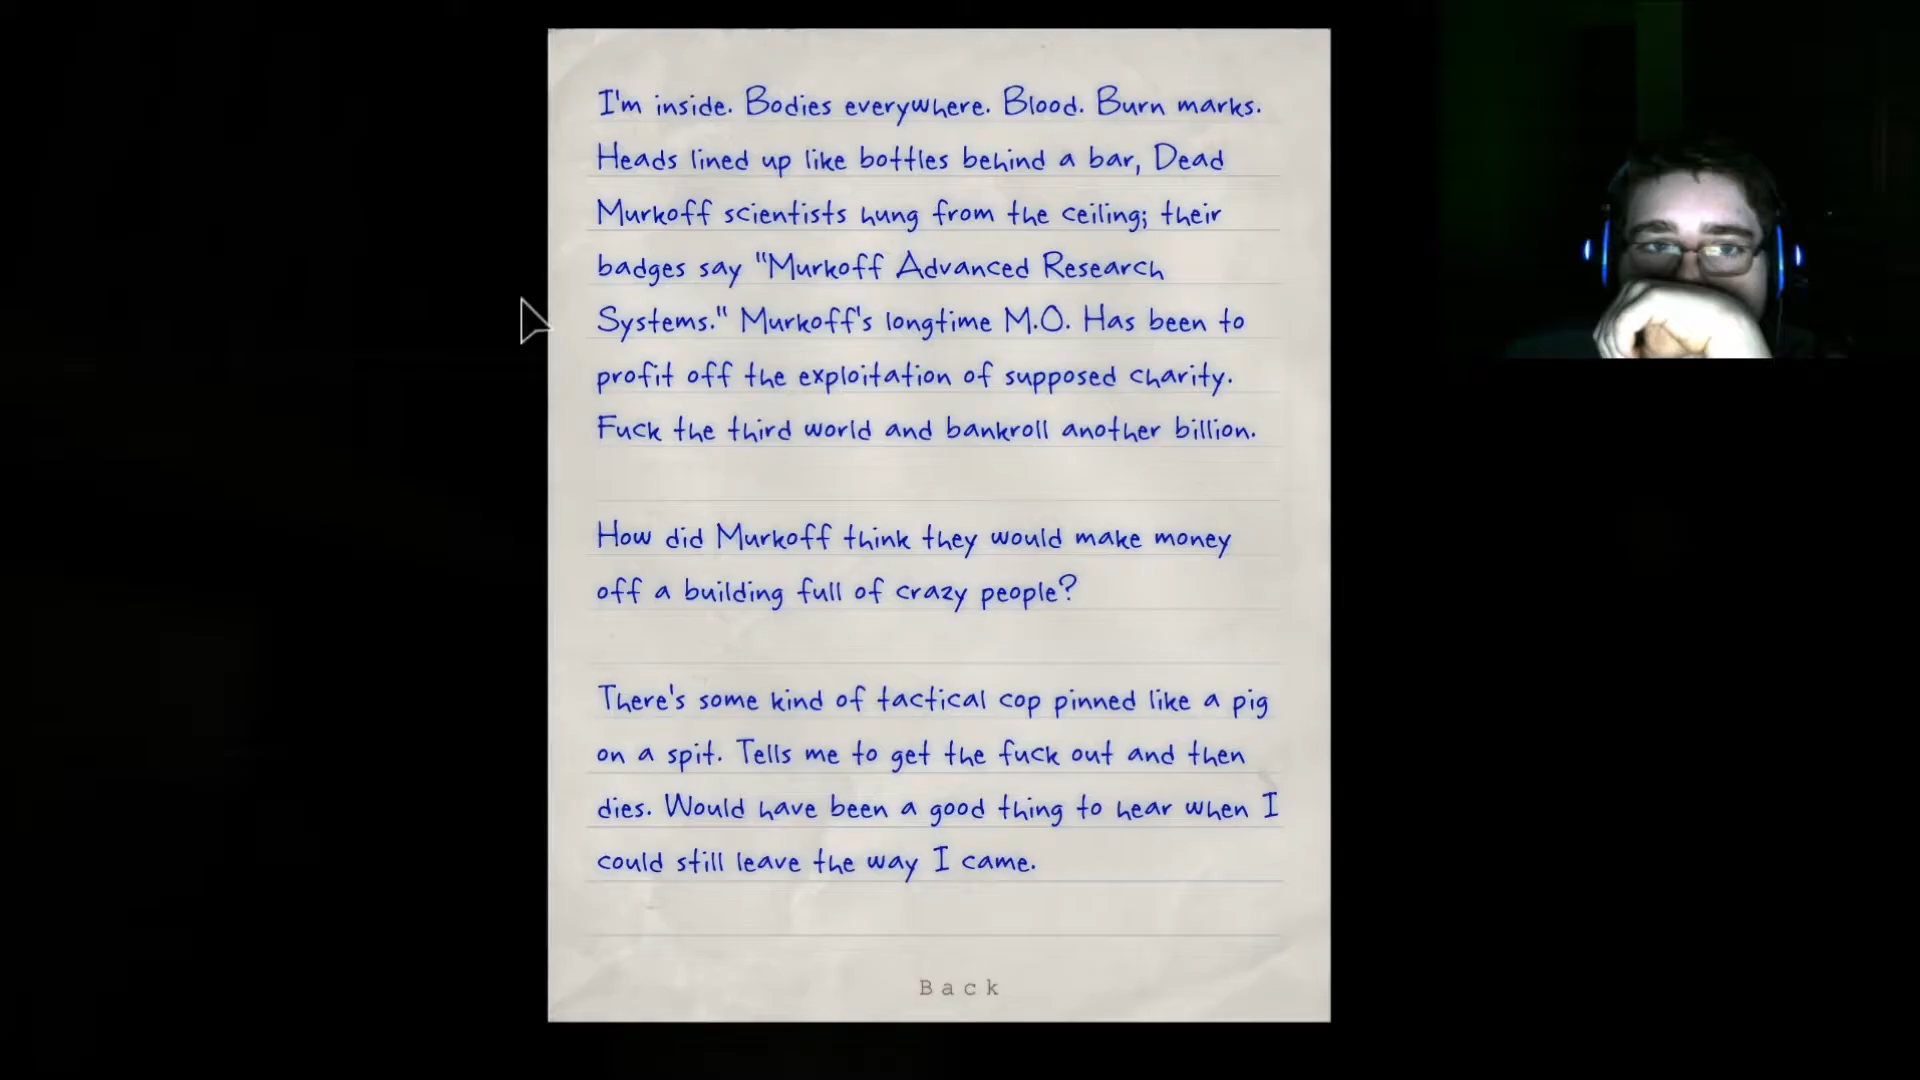 I'm inside. Bodies everywhere. Blood. Burn marks.
Heads lined up like bottles behind a bar, Dead
Murkoff scientists hung from the ceiling; their
badges say "Murkoff Advanced Research
Systems." Murkoff's longtime M.O. Has been to
profit off the exploitation of supposed charity.
Fuck the third world and bankroll another billion.
How did Murkoff think they would make money
off a building full of crazy people?
There's some kind of tactical cop pinned like a pig
on a spit. Tells me to get the fuck out and then
dies. Would have been a good thing to hear when I
could still leave the way I came.
Back